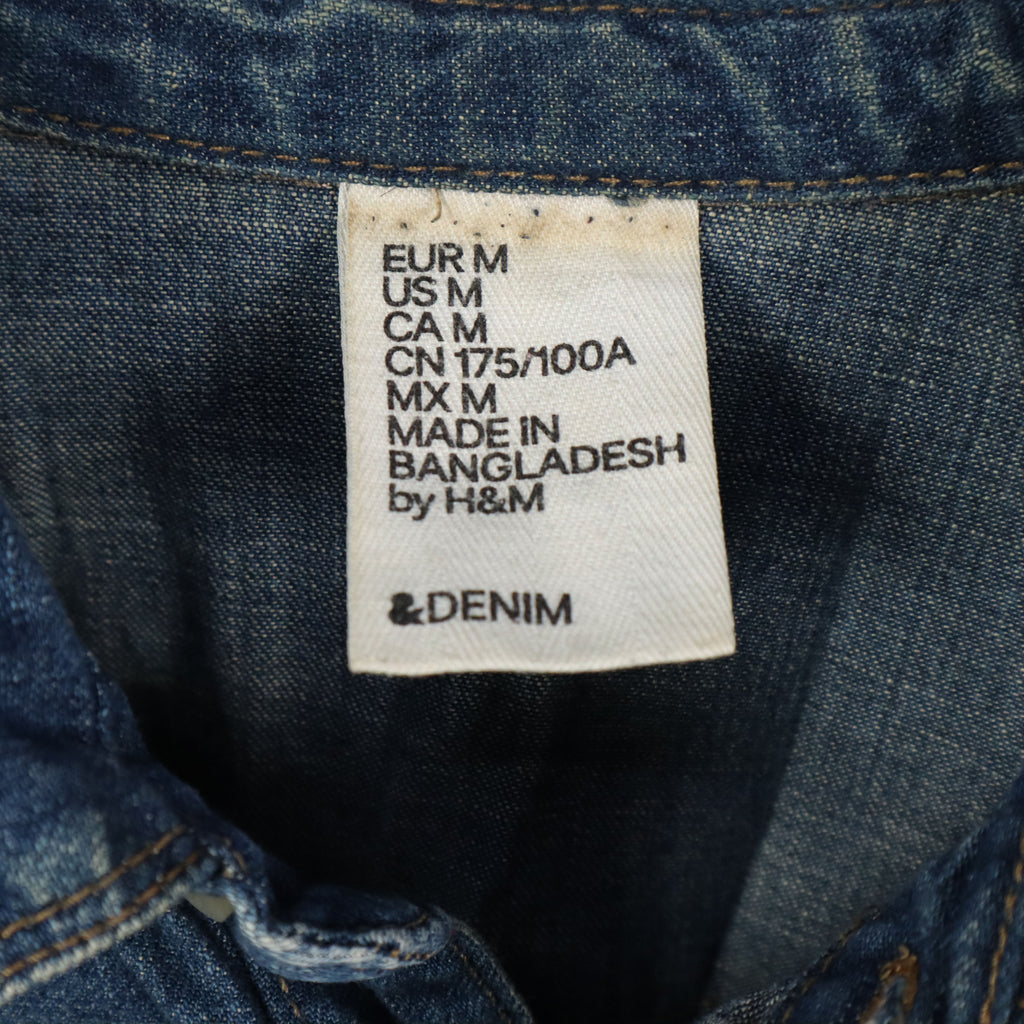 EUR M
US M
CA M
CN 175/100A
MX M
MADE IN
BANGLADESH
by H&M
&DENIM